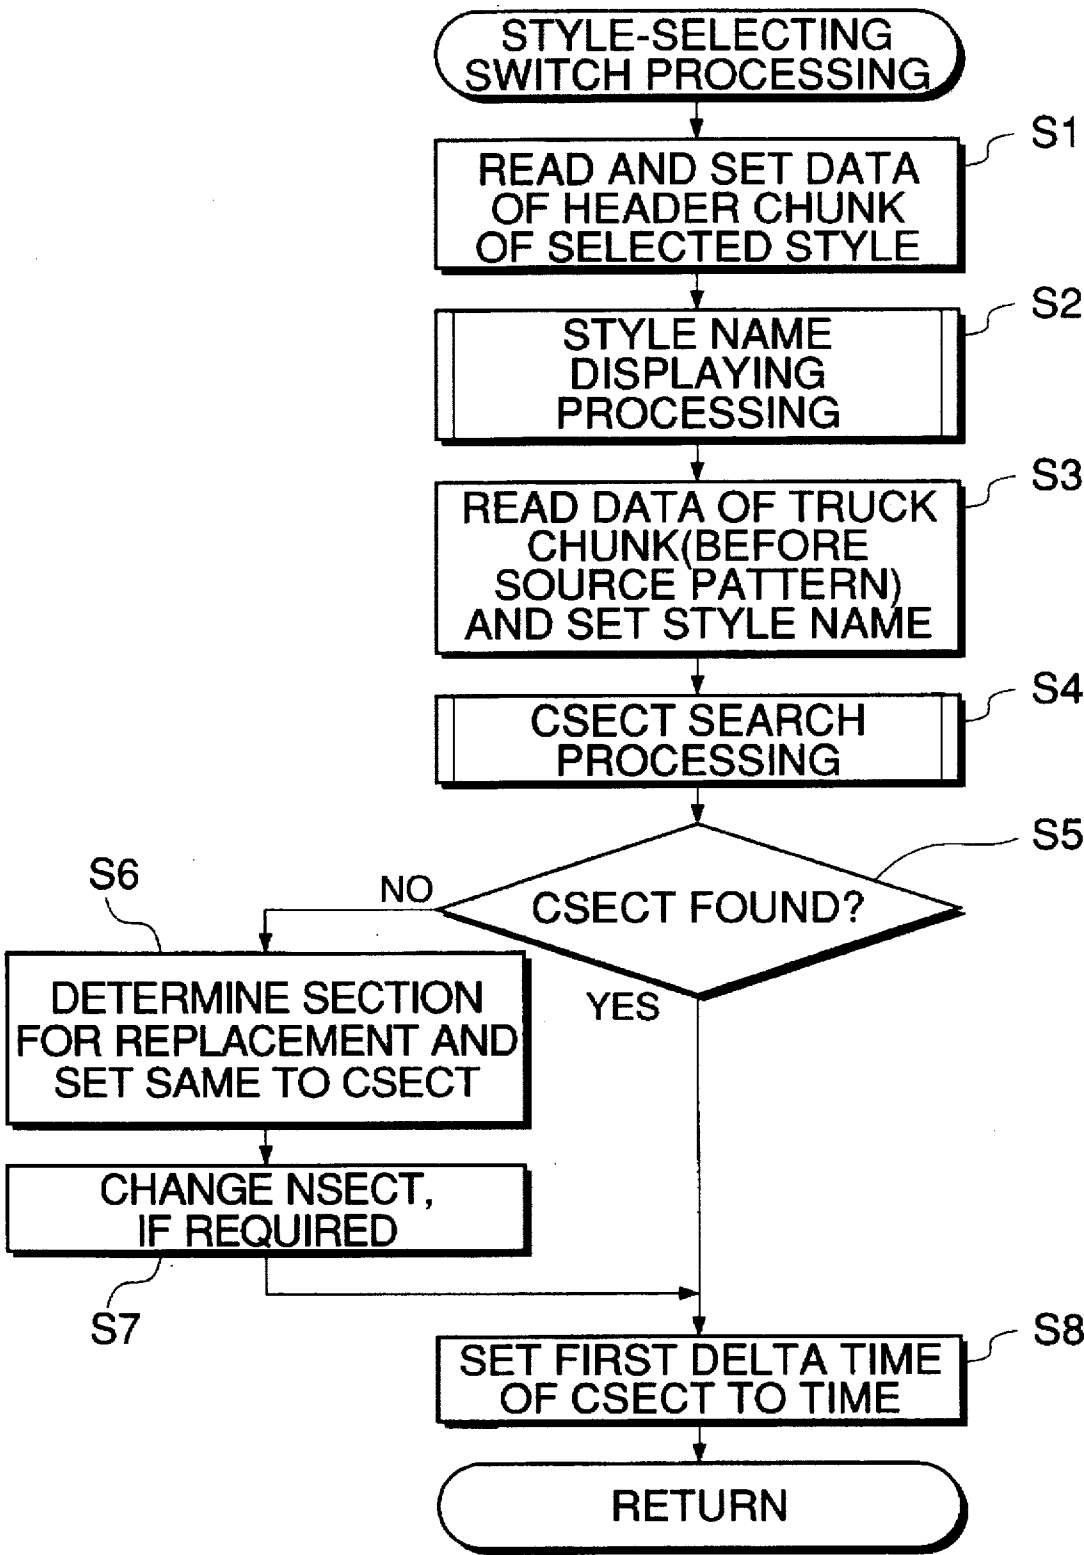 STYLE-SELECTING
SWITCH PROCESSING
S1
READ AND SET DATA
OF HEADER CHUNK
OF SELECTED STYLE
S2
STYLE NAME
DISPLAYING
PROCESSING
S3
READ DATA OF TRUCK
CHUNK(BEFORE
SOURCE PATTERN)
AND SET STYLE NAME
S4
CSECT SEARCH
PROCESSING
S5
CSECT FOUND?
NO
YES
S6
DETERMINE SECTION
FOR REPLACEMENT AND
SET SAME TO CSECT
CHANGE NSECT,
IF REQUIRED
S7
S8
SET FIRST DELTA TIME
OF CSECT TO TIME
RETURN